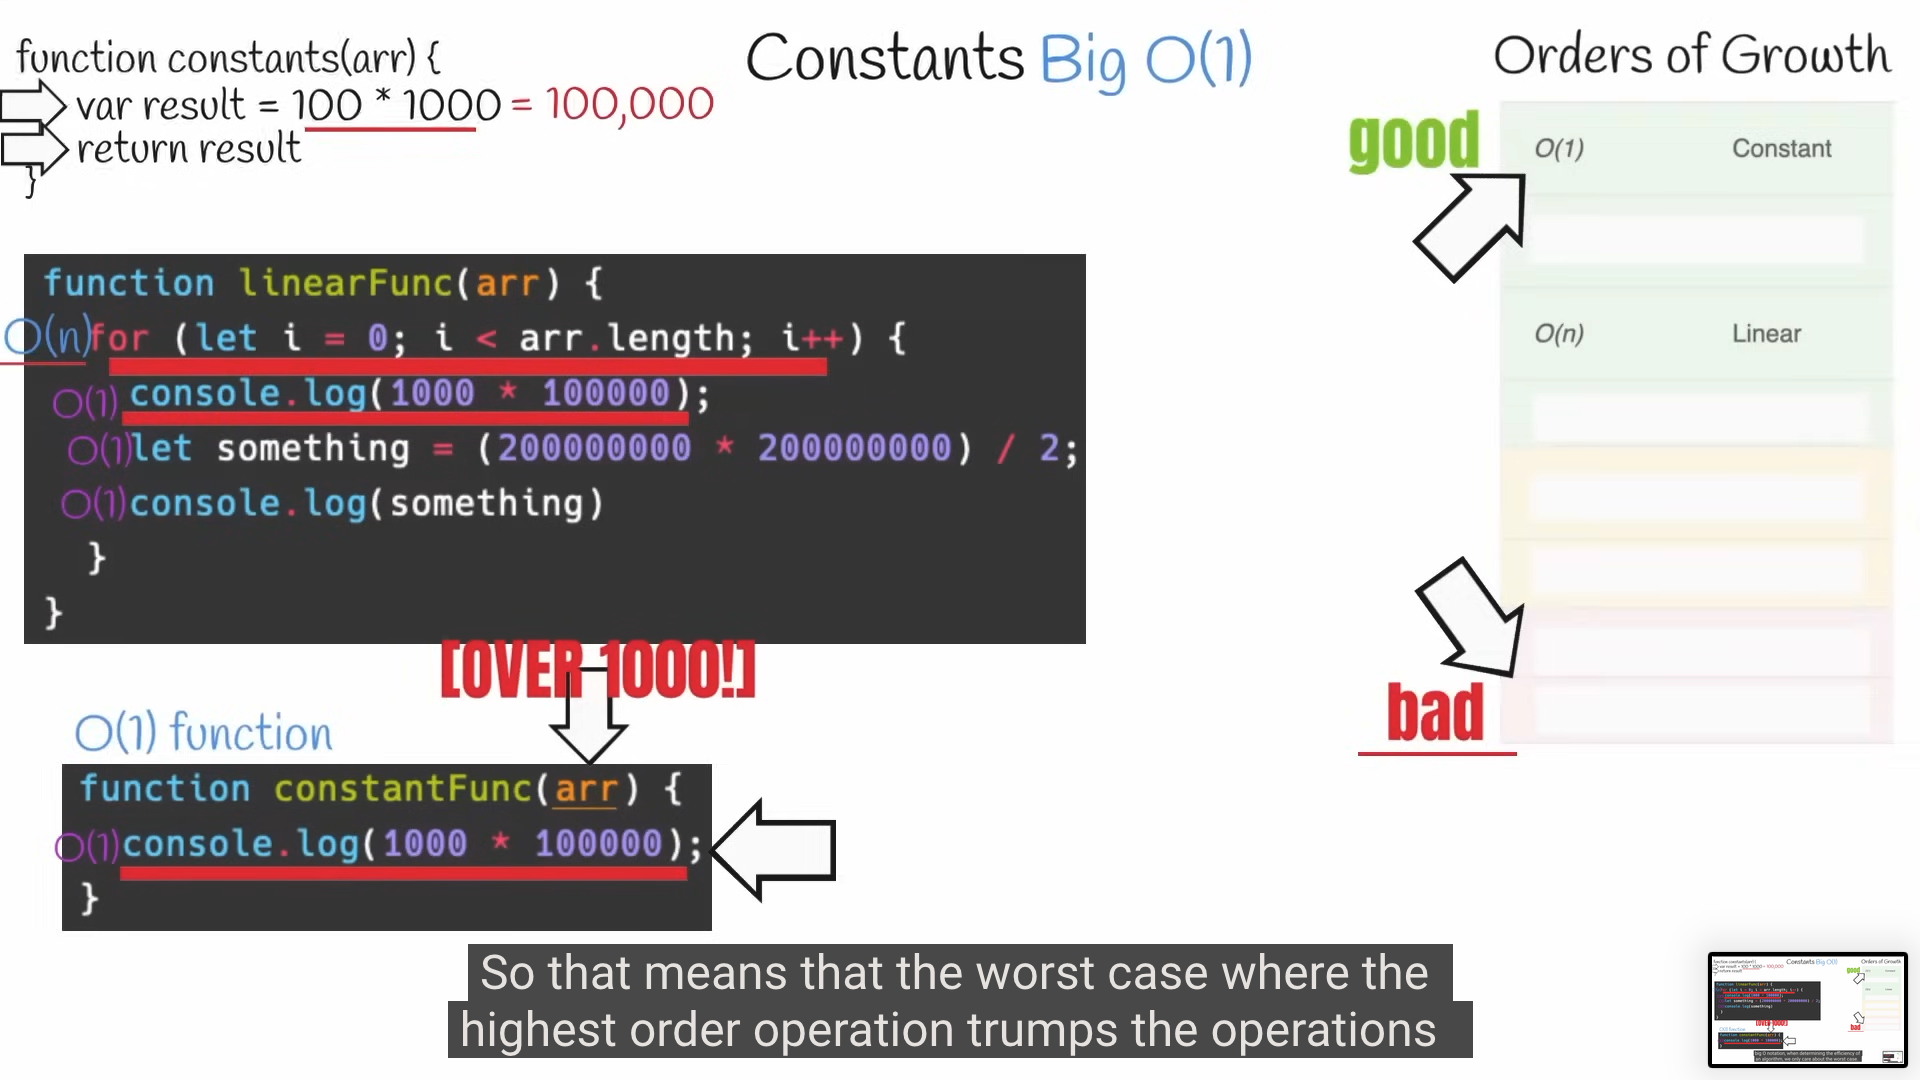 Constants Big O(1)
function constants(arr) {
var result = 100 * 1000 = 100,000
return result
}
function linearFunc(arr) {
O(n) for (let i = 0; i < arr.length; i++) {
O(1) console.log(1000 * 100000);
O(1) let something = (200000000 * 200000000) / 2;
O(1) console.log(something)
}
}
[OVER 1000!]
O(1) function
function constantFunc(arr) {
O(1) console.log(1000 * 100000);
}
Orders of Growth
good
O(1) Constant
O(n) Linear
bad
So that means that the worst case where the
highest order operation trumps the operations